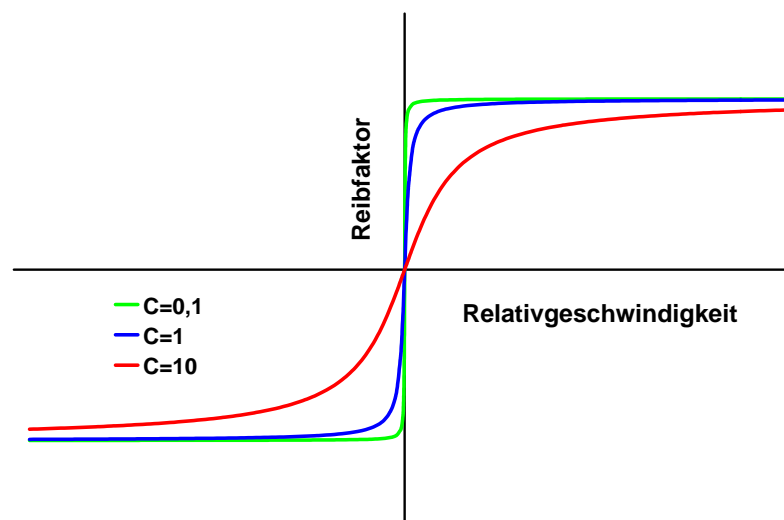 Reibfaktor
C=0,1
C=1
C=10
Relativgeschwindigkeit